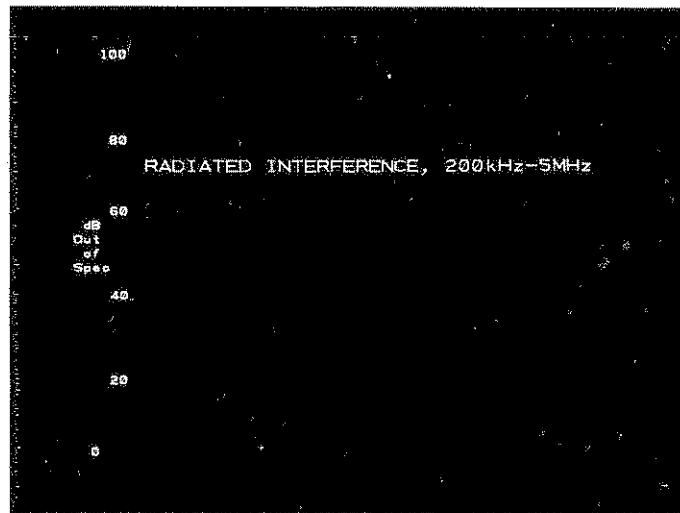 100
80
RADIATED INTERFERENCE, 200kHz-5MHz
60
dB
Out
of
Spec
40
20
0